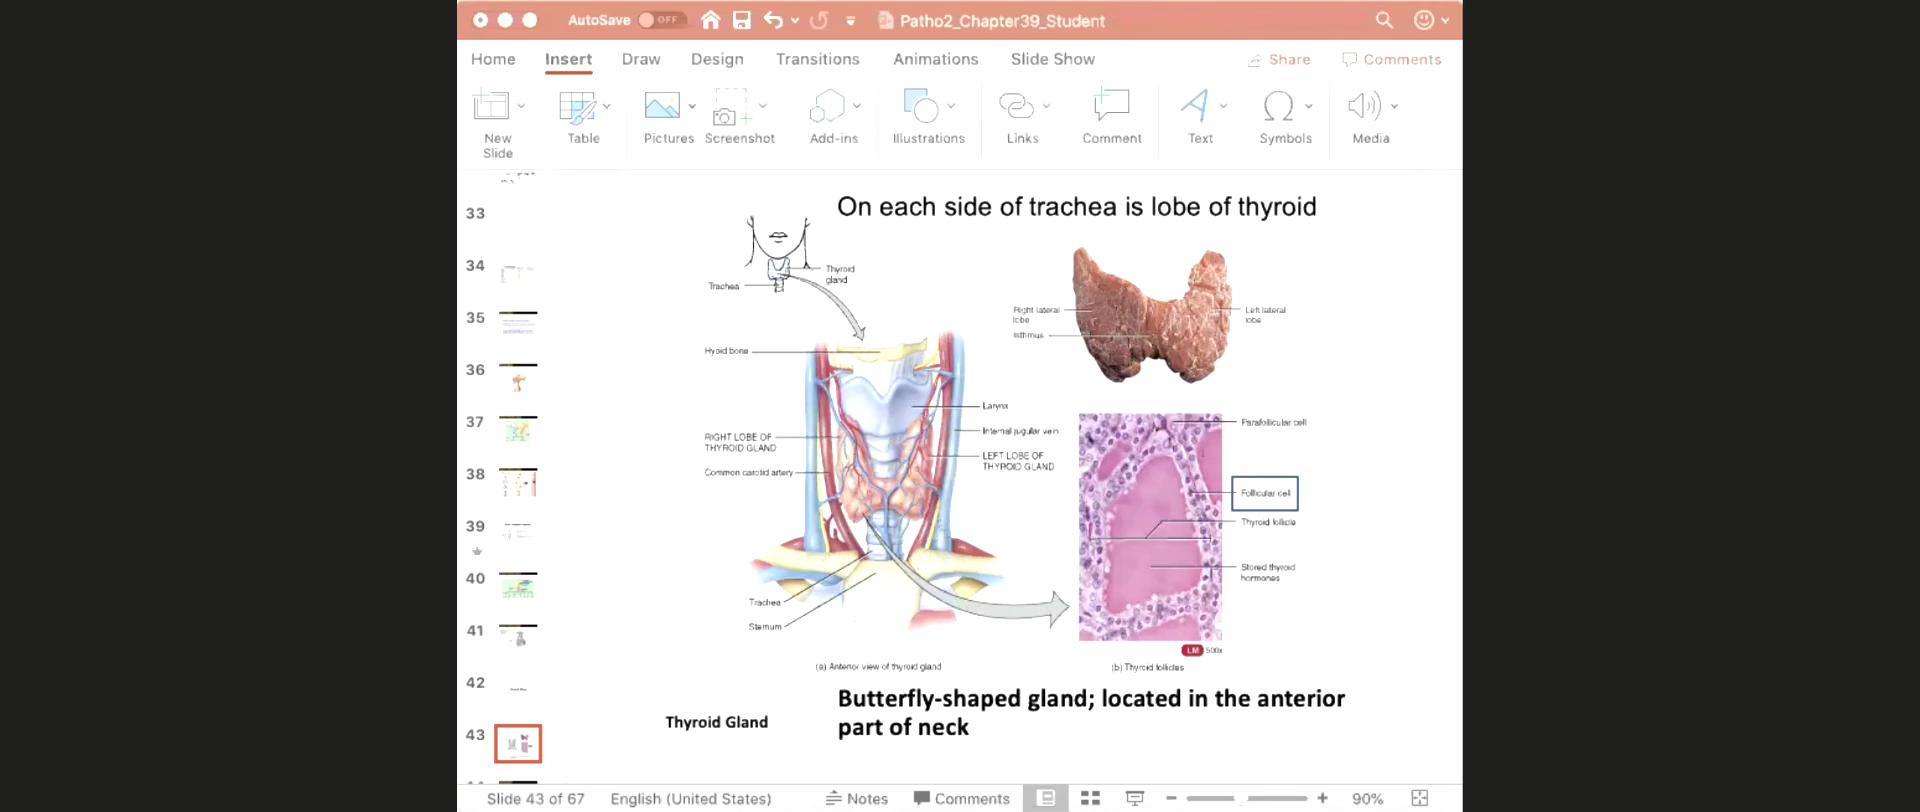 AutoSave OFF Patho2_Chapter39_Student
Home Insert Draw Design Transitions Animations Slide Show Share Comments
New Slide Table Pictures Screenshot Add-ins Illustrations Links Comment Text Symbols Media
33
34
35
36
37
38
39
40
41
42
43
On each side of trachea is lobe of thyroid
Thyroid
gland
Trachea
Hyoid bone
Larynx
Internal jugular vein
RIGHT LOBE OF
THYROID GLAND
LEFT LOBE OF
THYROID GLAND
Common carotid artery
Trachea
Sternum
(a) Anterior view of thyroid gland
Right lateral
lobe
Isthmus
Left lateral
lobe
Parafollicular cell
Follicular cell
Thyroid follicle
Stored thyroid
hormones
LM 500x
(b) Thyroid follicles
Thyroid Gland
Butterfly-shaped gland; located in the anterior
part of neck
Slide 43 of 67 English (United States) Notes Comments 90%